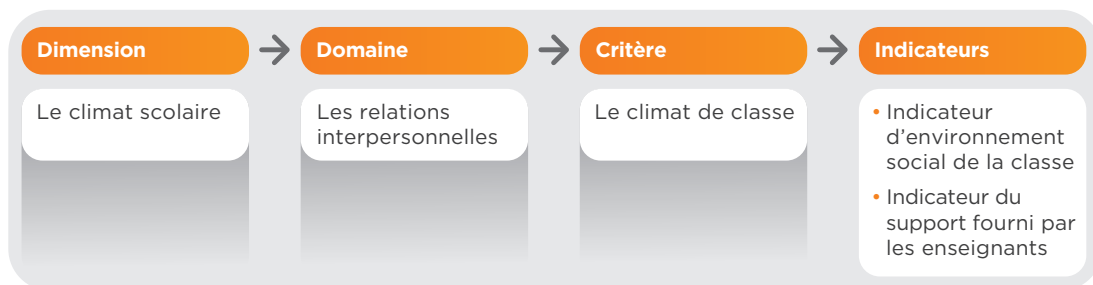 Dimension
Le climat scolaire
Domaine
Les relations
interpersonnelles
Critère
Le climat de classe
Indicateurs
• Indicateur
d'environnement
social de la classe
• Indicateur du
support fourni par
les enseignants